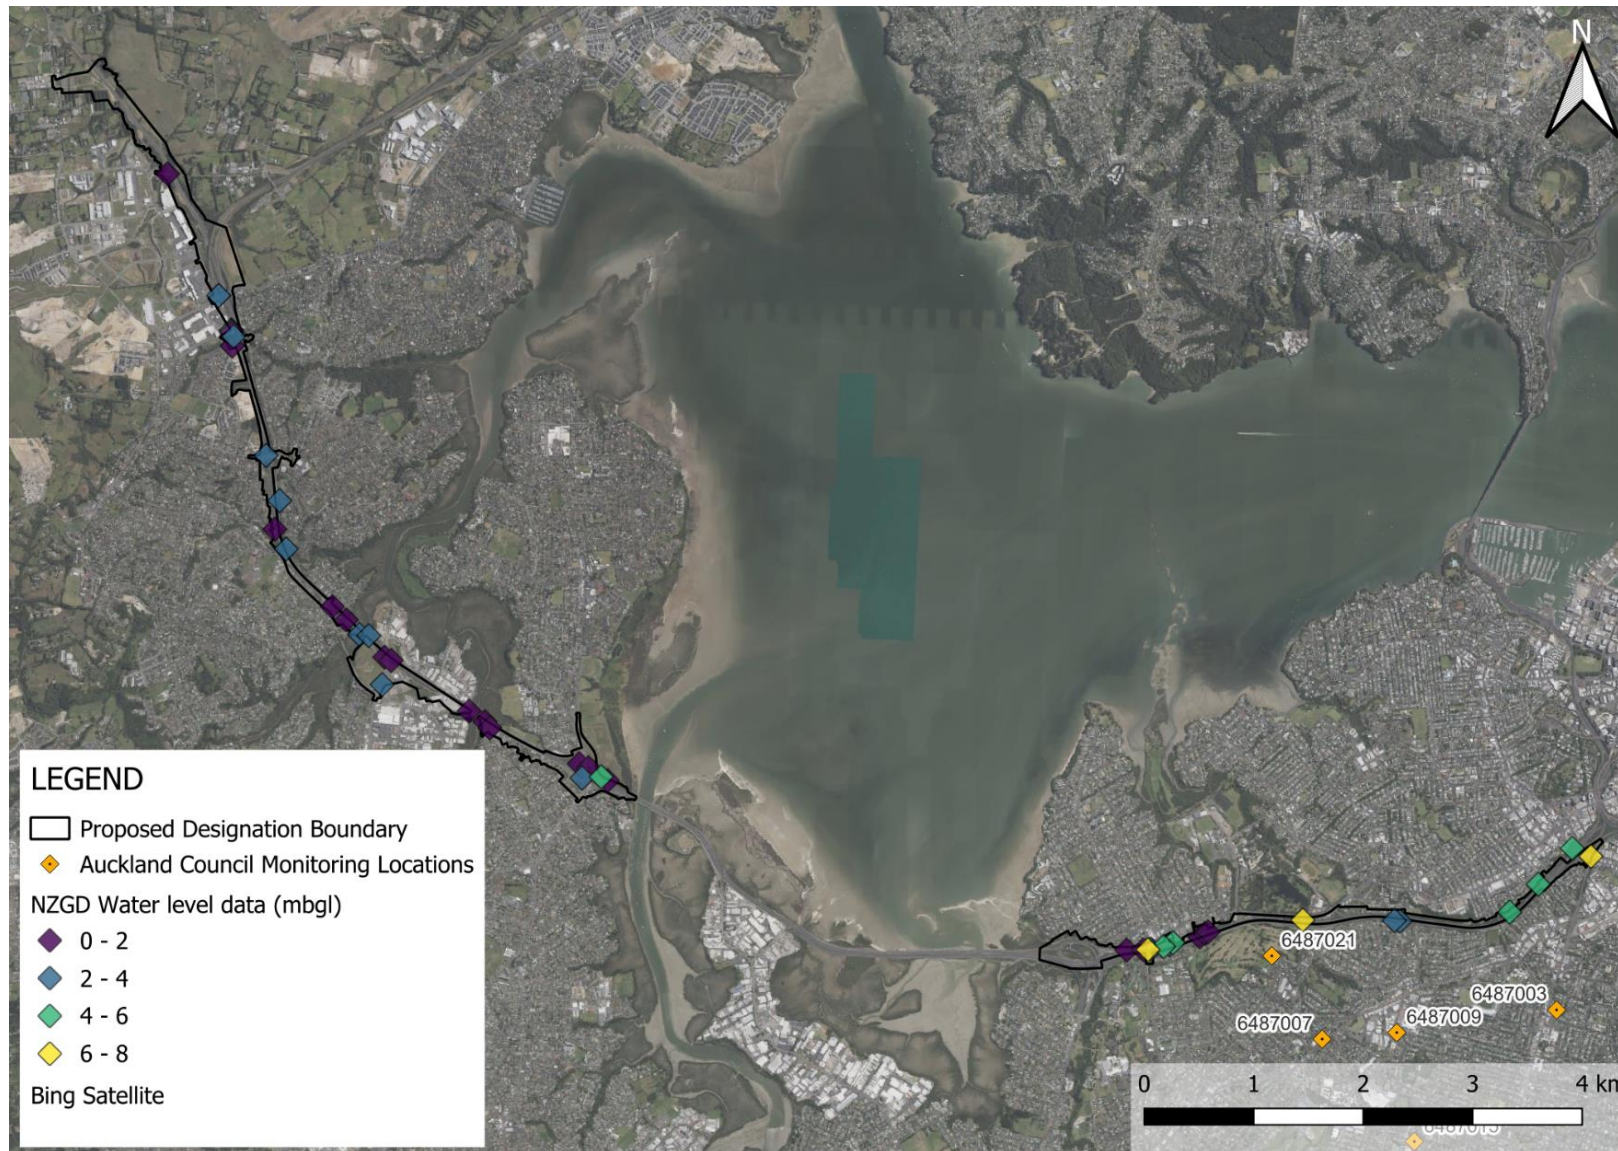 N
LEGEND
Proposed Designation Boundary
Auckland Council Monitoring Locations
NZGD Water level data (mbgl)
0 - 2
2 - 4
4 - 6
6 - 8
Bing Satellite
6487021
6487003
6487009
6487007
0 1 2 3 4 km